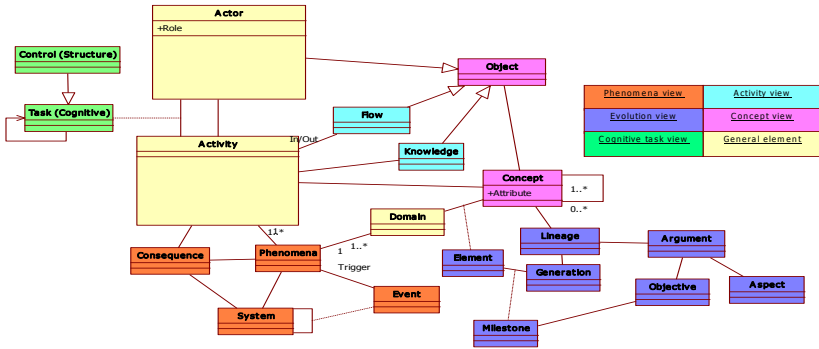 Actor
+Role
Control (Structure)
Object
Task (Cognitive)
Phenomena view
Activity view
Evolution view
Concept view
Cognitive task view
General element
Flow
In/Out
Activity
Knowledge
Concept
+Attribute
1..*
0..*
Domain
1..*
1
1..*
Lineage
Argument
Consequence
Phenomena
Element
Generation
Trigger
Objective
Aspect
Event
System
Milestone